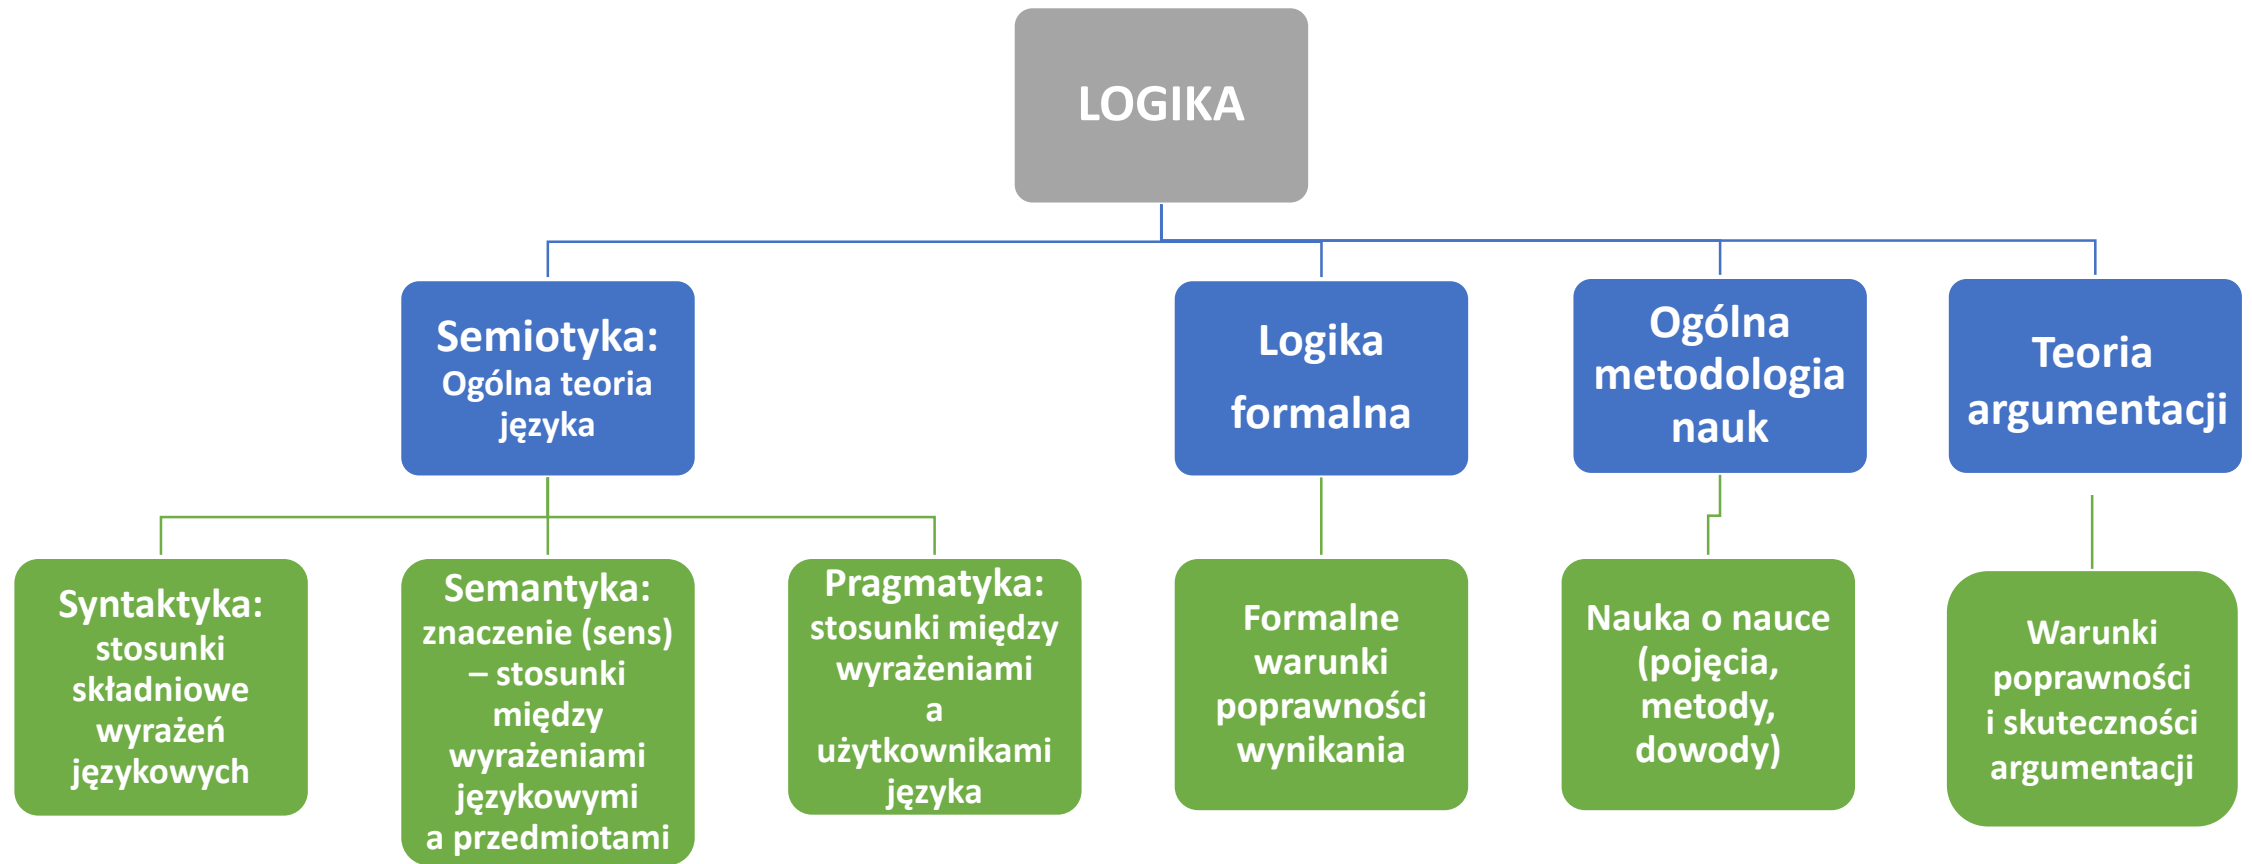 LOGIKA
Semiotyka:
Ogólna teoria
języka
Logika
formalna
Ogólna
metodologia
nauk
Teoria
argumentacji
Syntaktyka:
stosunki
składniowe
wyrażeń
językowych
Semantyka:
znaczenie (sens)
– stosunki
między
wyrażeniami
językowymi
a przedmiotami
Pragmatyka:
stosunki między
wyrażeniami
a
użytkownikami
języka
Formalne
warunki
poprawności
wynikania
Nauka o nauce
(pojęcia,
metody,
dowody)
Warunki
poprawności
i skuteczności
argumentacji